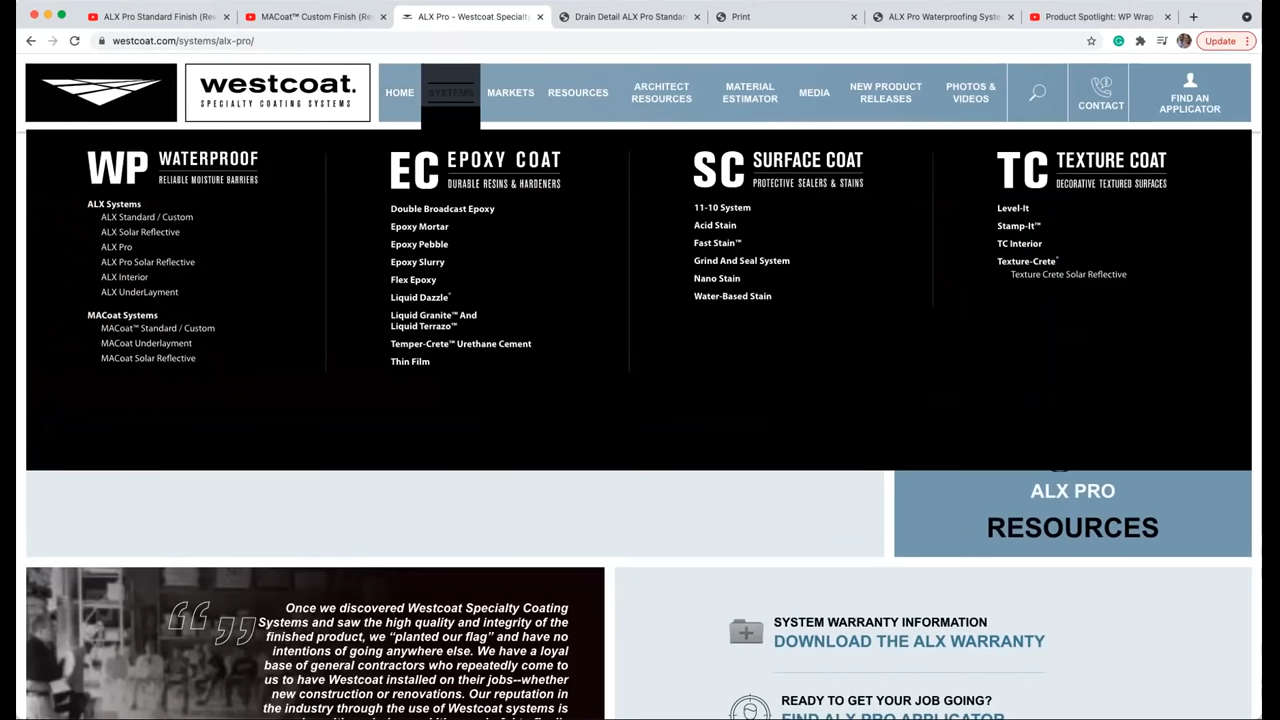 ALX Pro Standard Finish (Re
MACoat™ Custom Finish (Re
ALX Pro - Westcoat Specialty
Drain Detail ALX Pro Standar
Print
ALX Pro Waterproofing Syste
Product Spotlight: WP Wrap
westcoat.com/systems/alx-pro/
Update
westcoat.
SPECIALTY COATING SYSTEMS
HOME
SYSTEMS
MARKETS
RESOURCES
ARCHITECT
RESOURCES
MATERIAL
ESTIMATOR
MEDIA
NEW PRODUCT
RELEASES
PHOTOS &
VIDEOS
CONTACT
FIND AN
APPLICATOR
WP WATERPROOF
RELIABLE MOISTURE BARRIERS
ALX Systems
ALX Standard / Custom
ALX Solar Reflective
ALX Pro
ALX Pro Solar Reflective
ALX Interior
ALX UnderLayment
MACoat Systems
MACoat™ Standard / Custom
MACoat Underlayment
MACoat Solar Reflective
EC EPOXY COAT
DURABLE RESINS & HARDENERS
Double Broadcast Epoxy
Epoxy Mortar
Epoxy Pebble
Epoxy Slurry
Flex Epoxy
Liquid Dazzle®
Liquid Granite™ And
Liquid Terrazo™
Temper-Crete™ Urethane Cement
Thin Film
SC SURFACE COAT
PROTECTIVE SEALERS & STAINS
11-10 System
Acid Stain
Fast Stain™
Grind And Seal System
Nano Stain
Water-Based Stain
TC TEXTURE COAT
DECORATIVE TEXTURED SURFACES
Level-It
Stamp-It™
TC Interior
Texture-Crete®
Texture Crete Solar Reflective
ALX PRO
RESOURCES
Once we discovered Westcoat Specialty Coating
Systems and saw the high quality and integrity of the
finished product, we “planted our flag” and have no
intentions of going anywhere else. We have a loyal
base of general contractors who repeatedly come to
us to have Westcoat installed on their jobs--whether
new construction or renovations. Our reputation in
the industry through the use of Westcoat systems is
SYSTEM WARRANTY INFORMATION
DOWNLOAD THE ALX WARRANTY
READY TO GET YOUR JOB GOING?
FIND ALX PRO APPLICATOR